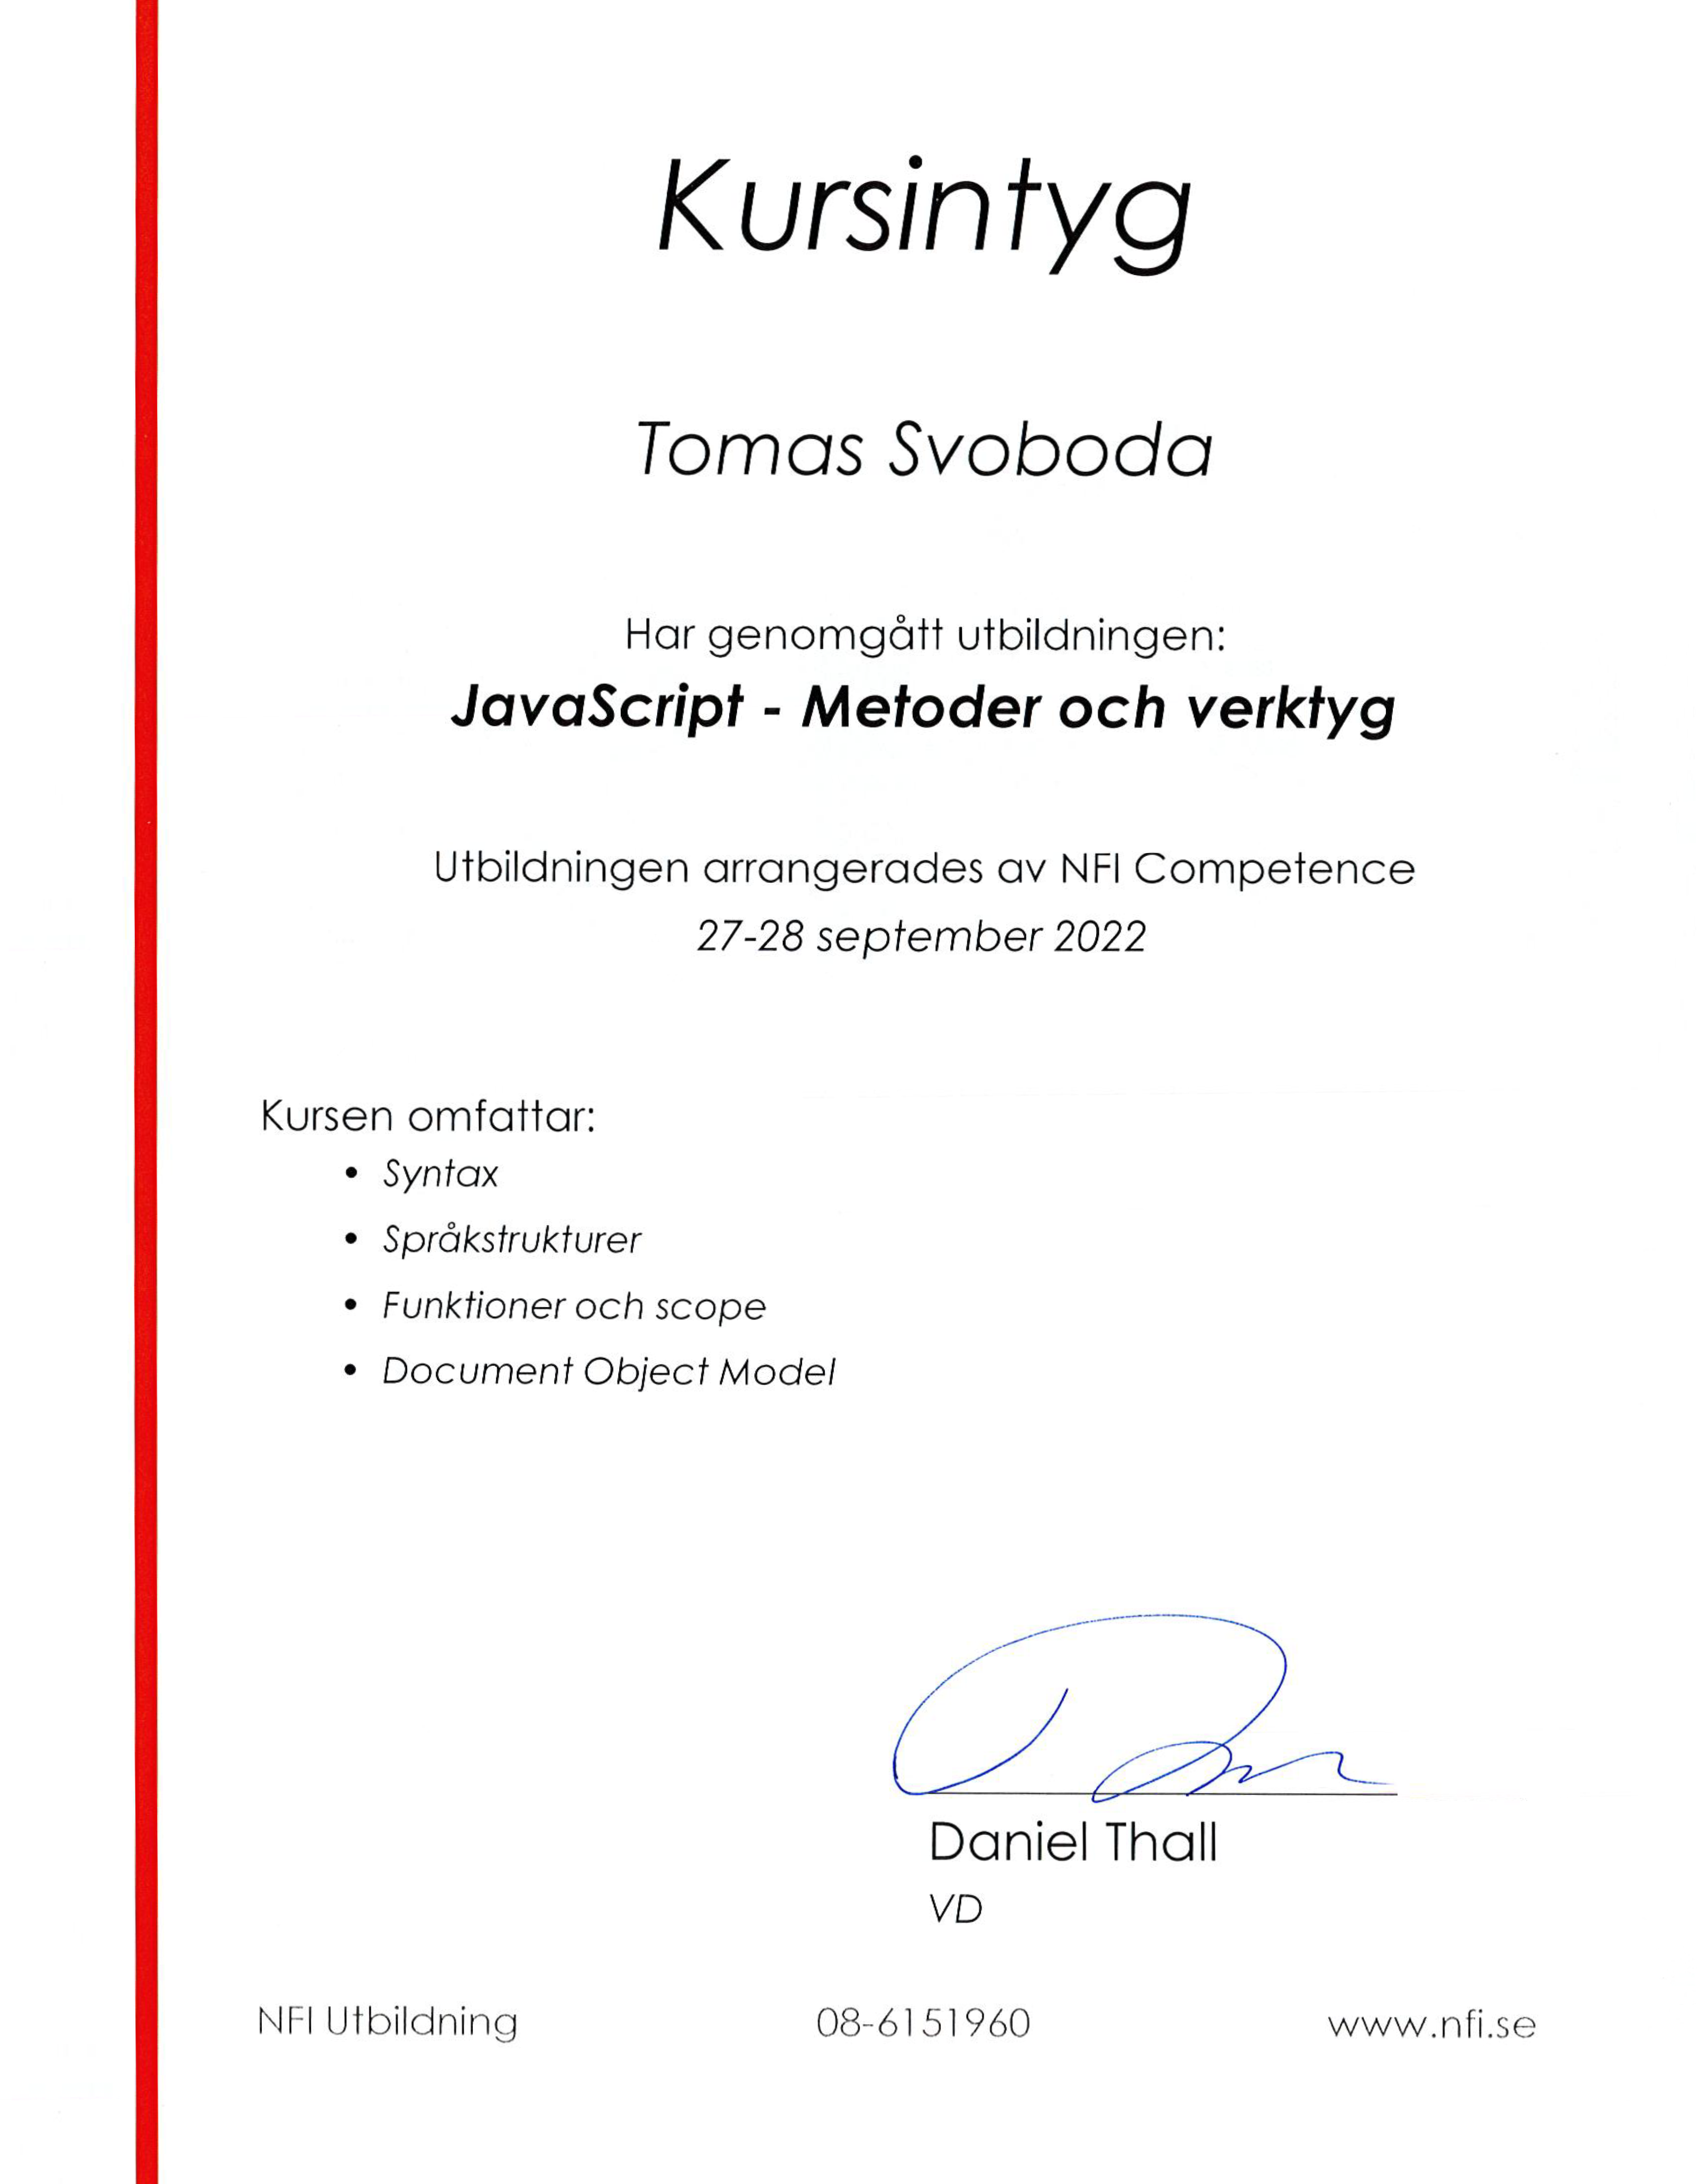 Kursintyg
Tomas Svoboda
Har genomgått utbildningen:
JavaScript - Metoder och verktyg
Utbildningen arrangerades av NFI Competence
27-28 september 2022
Kursen omfattar:
• Syntax
• Språkstrukturer
• Funktioner och scope
• Document Object Model
Daniel Thall
VD
NFI Utbildning 08-6151960 www.nfi.se